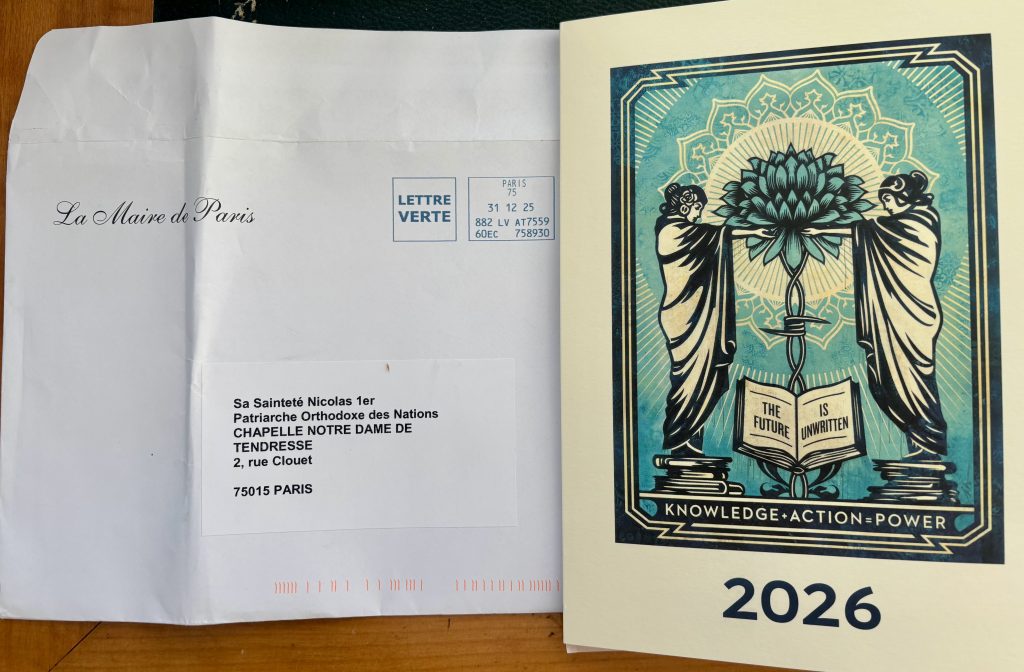 La Maire de Paris
LETTRE
VERTE
PARIS
75
31 12 25
882 LV AT7559
60EC 758930
Sa Sainteté Nicolas 1er
Patriarche Orthodoxe des Nations
CHAPELLE NOTRE DAME DE
TENDRESSE
2, rue Clouet
75015 PARIS
THE
FUTURE
IS
UNWRITTEN
KNOWLEDGE+ACTION=POWER
2026